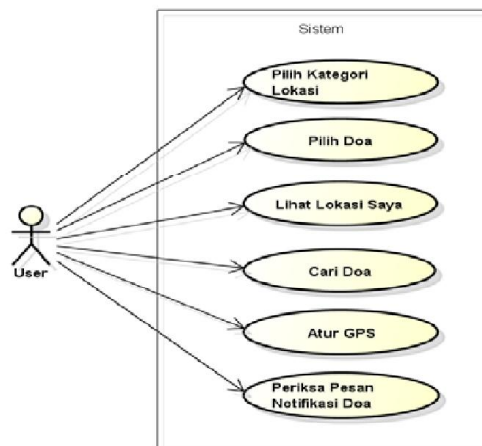 Sistem
Pilih Kategori
Lokasi
Pilih Doa
Lihat Lokasi Saya
User
Cari Doa
Atur GPS
Periksa Pesan
Notifikasi Doa